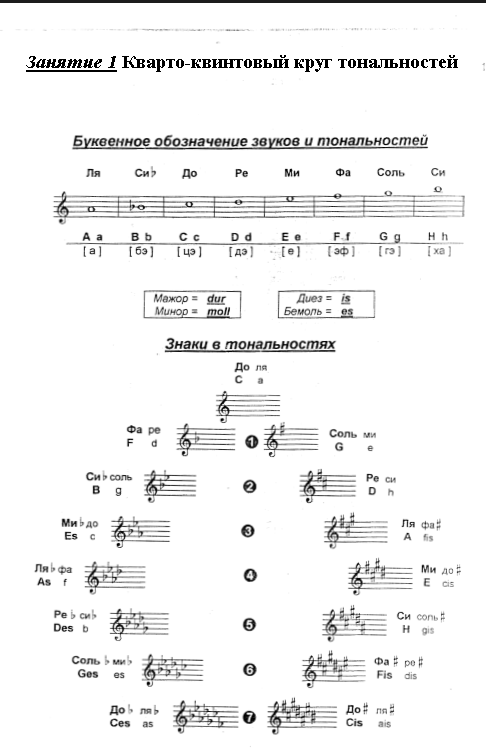 Занятие 1 Кварто-квинтовый круг тональностей
Буквенное обозначение звуков и тональностей
Ля Си♭ До Ре Ми Фа Соль Си
A a B b C c D d E e F f G g H h
[ а ] [ бэ ] [ цэ ] [ дэ ] [ е ] [ эф ] [ гэ ] [ ха ]
Мажор = dur Диез = is
Минор = moll Бемоль = es
Знаки в тональностях
До ля
C a
Фа ре 1 Соль ми
F d G e
Си♭ соль 2 Ре си
B g D h
Ми♭ до 3 Ля фа♯
Es c A fis
Ля♭ фа 4 Ми до♯
As f E cis
Ре♭ си♭ 5 Си соль♯
Des b H gis
Соль♭ ми♭ 6 Фа♯ ре♯
Ges es Fis dis
До♭ ля♭ 7 До♯ ля♯
Ces as Cis ais